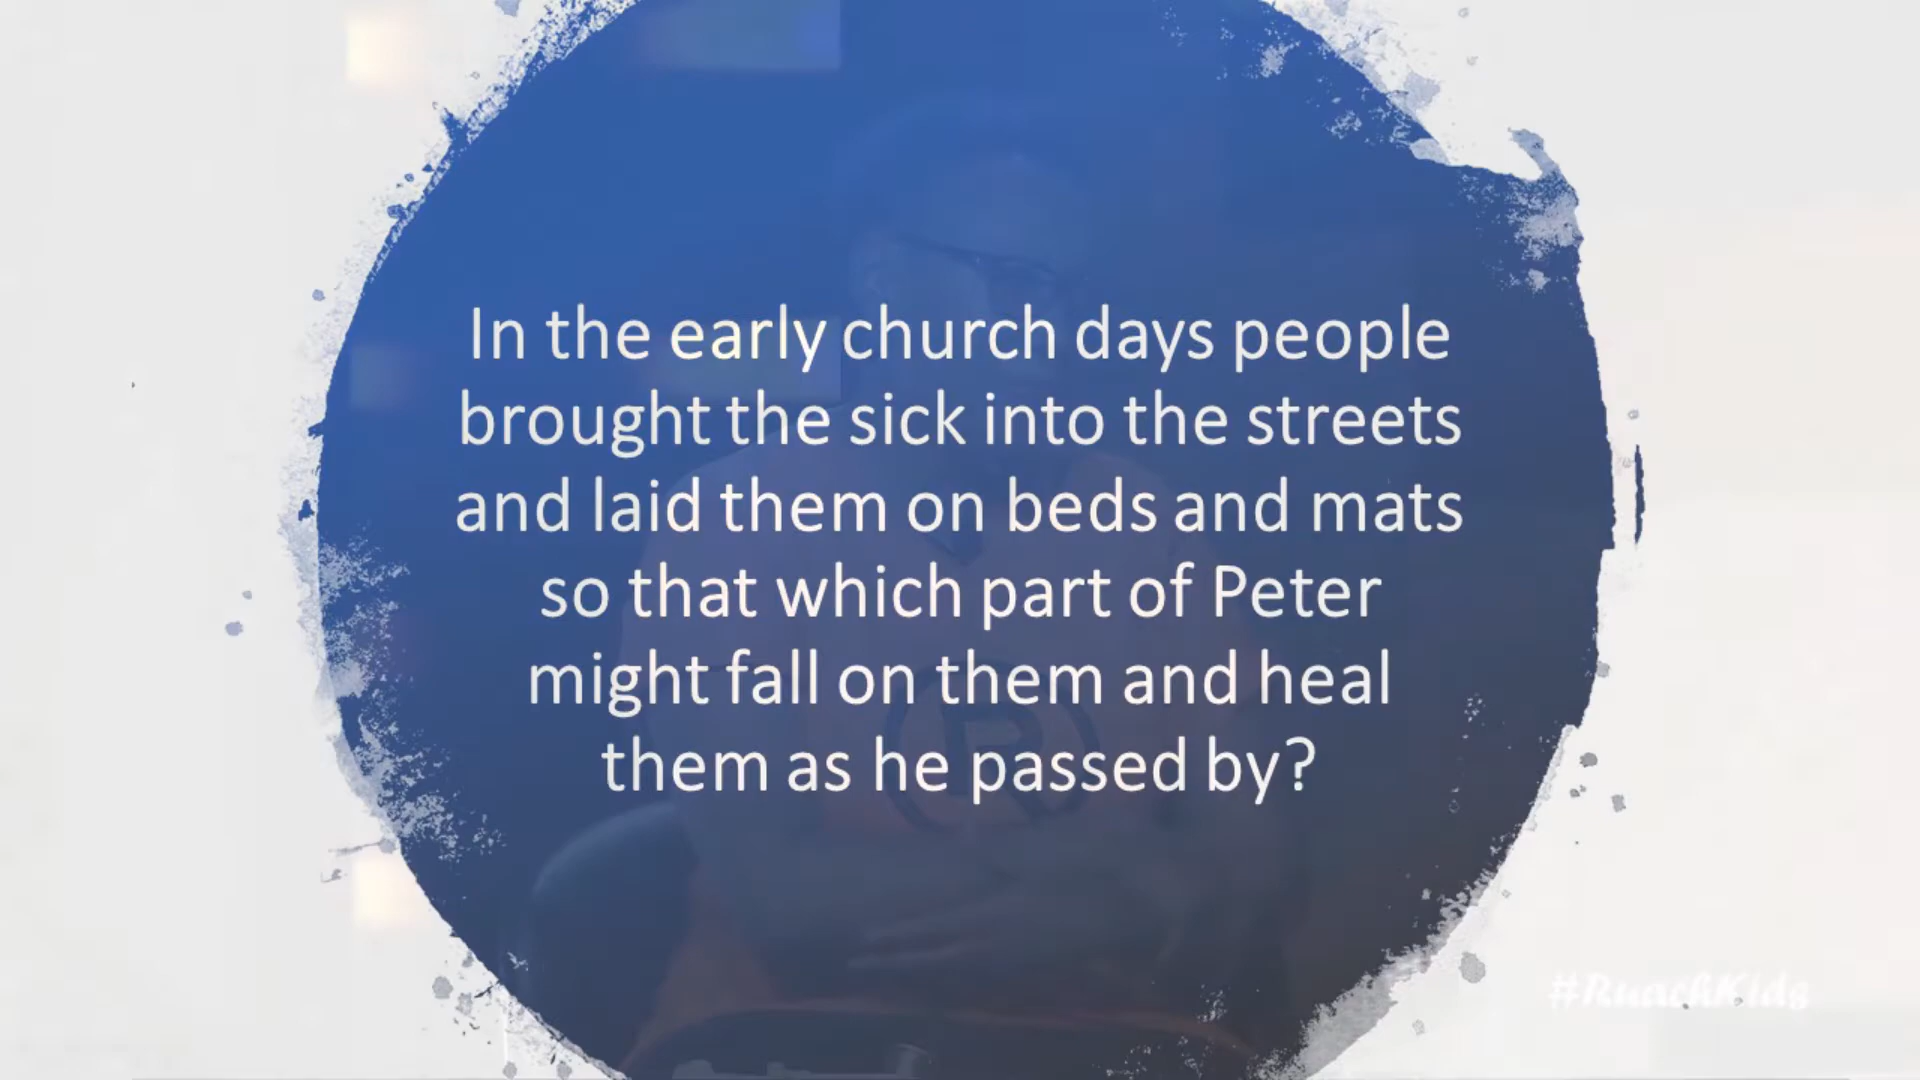 In the early church days people
brought the sick into the streets
and laid them on beds and mats
so that which part of Peter
might fall on them and heal
them as he passed by?
#RuachKids